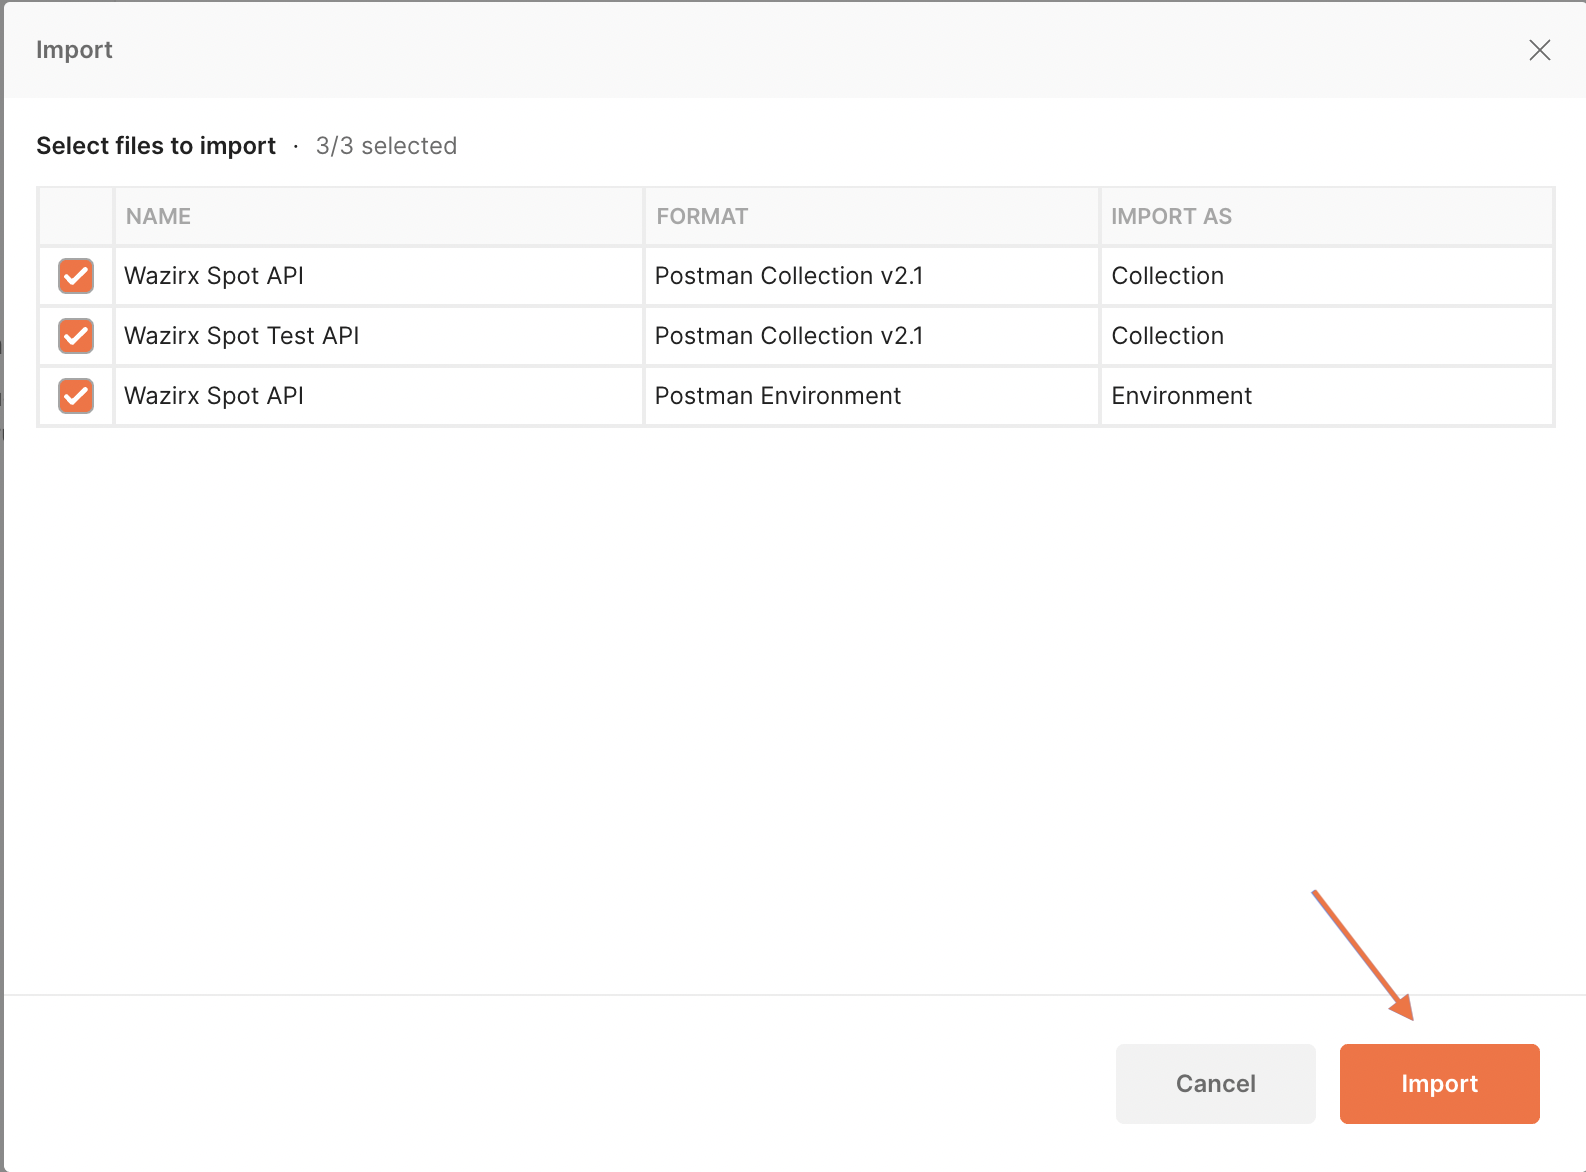 Import
Select files to import · 3/3 selected
NAME FORMAT IMPORT AS
Wazirx Spot API Postman Collection v2.1 Collection
Wazirx Spot Test API Postman Collection v2.1 Collection
Wazirx Spot API Postman Environment Environment
Cancel Import